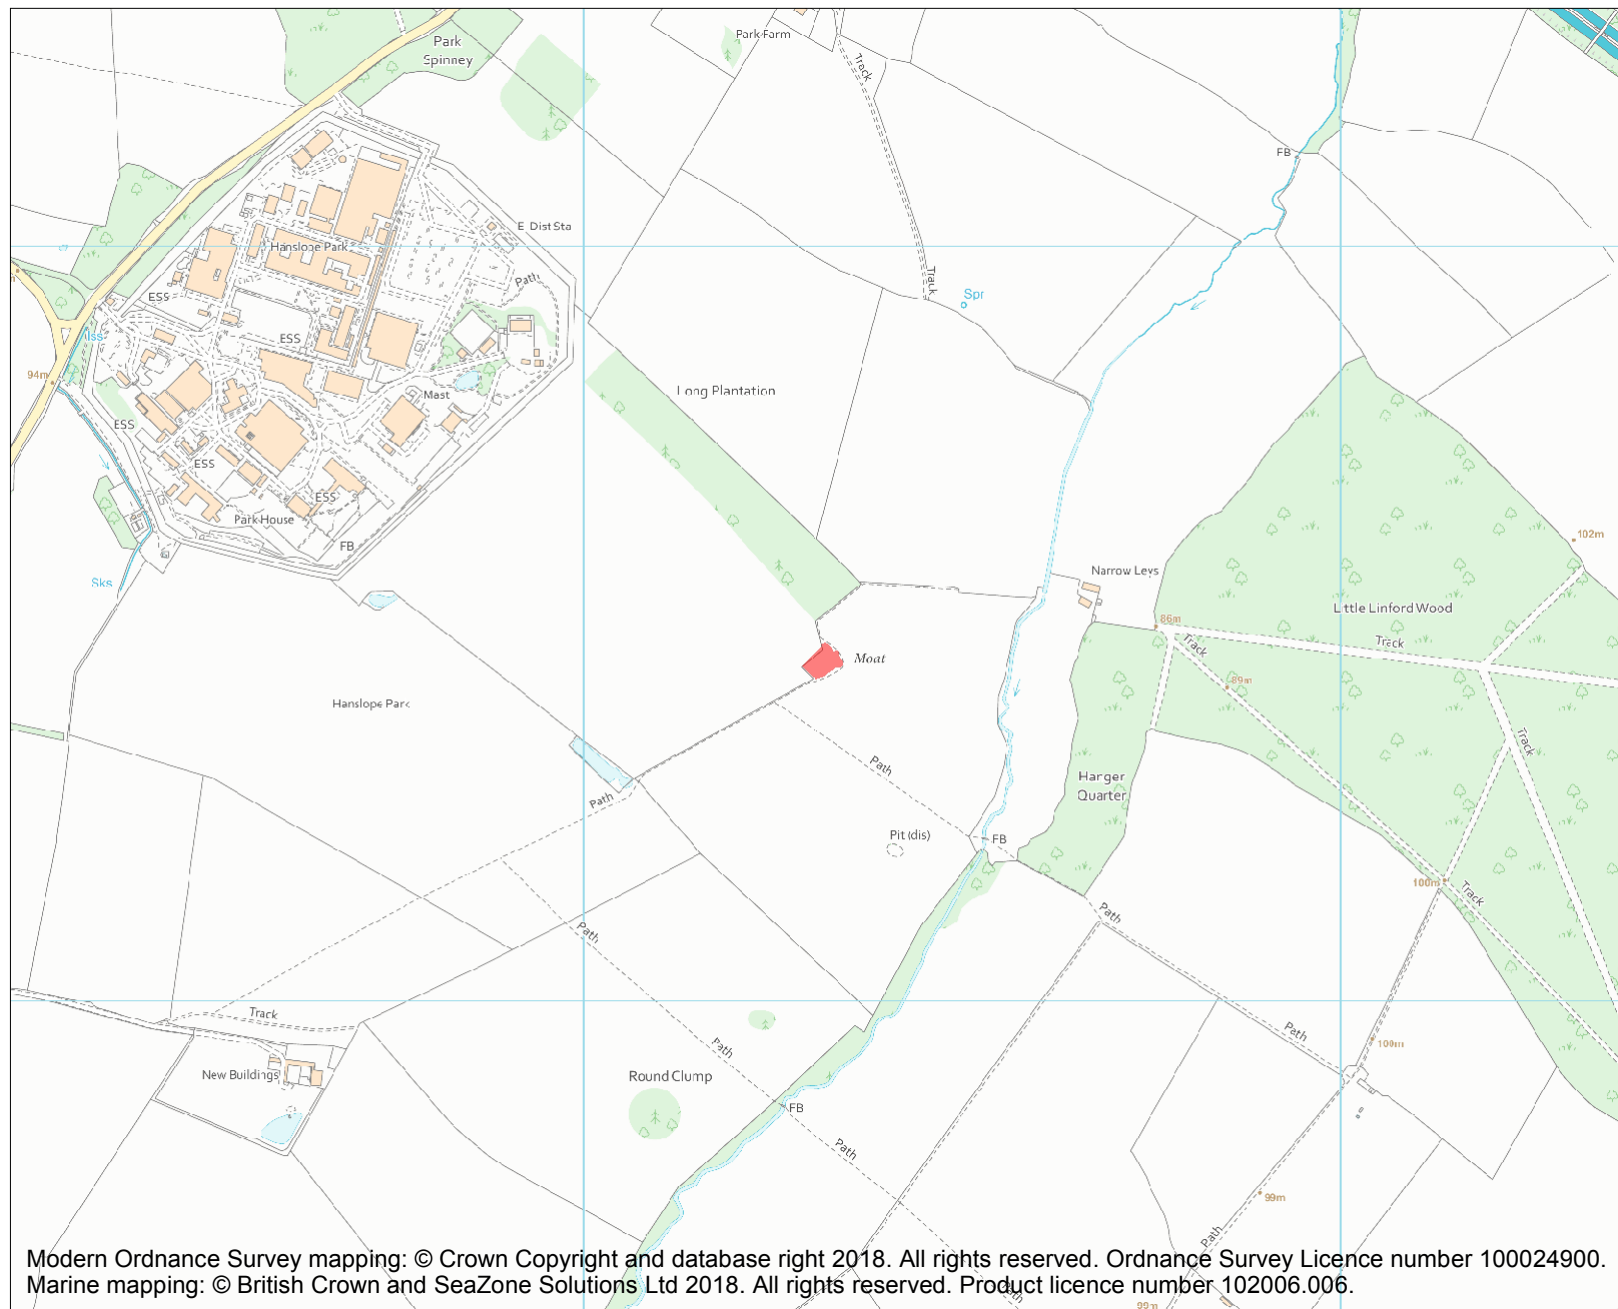 Park
Spinney
Park Farm
Track
FB
E Dist Sta
Hanslope Park
Path
Track
Spr
ESS
Iss
ESS
94m
Long Plantation
Mast
ESS
ESS
ESS
Park House
FB
102m
Narrow Leys
Sks
Little Linford Wood
86m
Track
Track
Moat
89m
Hanslope Park
Track
Path
Harger
Quarter
Path
Pit (dis)
FB
100m
Track
Path
Path
Track
Path
Path
100m
New Buildings
Round Clump
FB
Path
99m
Path
Modern Ordnance Survey mapping: © Crown Copyright and database right 2018. All rights reserved. Ordnance Survey Licence number 100024900.
Marine mapping: © British Crown and SeaZone Solutions Ltd 2018. All rights reserved. Product licence number 102006.006.
Path
99m